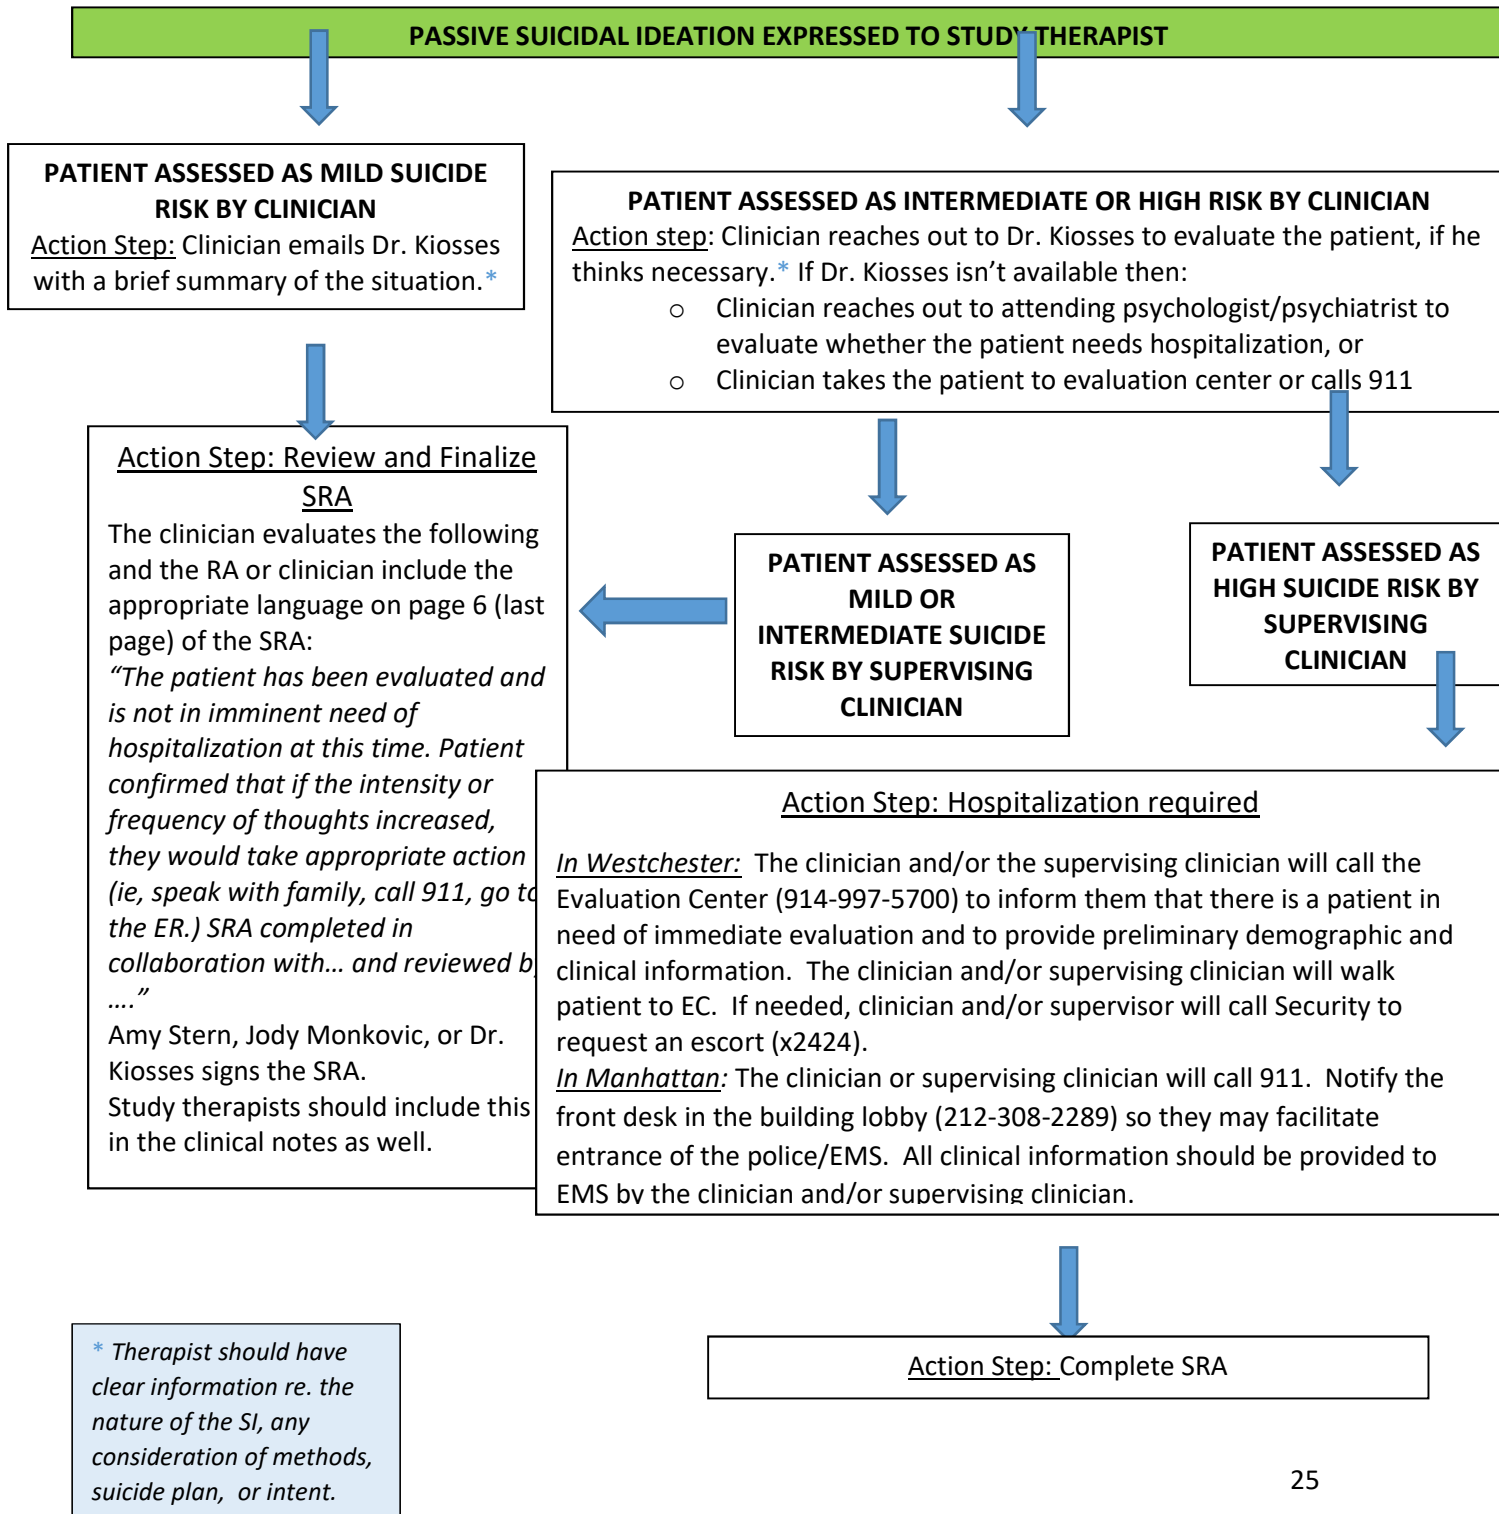 PASSIVE SUICIDAL IDEATION EXPRESSED TO STUDY THERAPIST
PATIENT ASSESSED AS MILD SUICIDE
RISK BY CLINICIAN
Action Step: Clinician emails Dr. Kiosses
with a brief summary of the situation.*
PATIENT ASSESSED AS INTERMEDIATE OR HIGH RISK BY CLINICIAN
Action step: Clinician reaches out to Dr. Kiosses to evaluate the patient, if he
thinks necessary.* If Dr. Kiosses isn’t available then:
o Clinician reaches out to attending psychologist/psychiatrist to
evaluate whether the patient needs hospitalization, or
o Clinician takes the patient to evaluation center or calls 911
Action Step: Review and Finalize
SRA
The clinician evaluates the following
and the RA or clinician include the
appropriate language on page 6 (last
page) of the SRA:
“The patient has been evaluated and
is not in imminent need of
hospitalization at this time. Patient
confirmed that if the intensity or
frequency of thoughts increased,
they would take appropriate action
(ie, speak with family, call 911, go to
the ER.) SRA completed in
collaboration with… and reviewed by
….”
Amy Stern, Jody Monkovic, or Dr.
Kiosses signs the SRA.
Study therapists should include this
in the clinical notes as well.
PATIENT ASSESSED AS
MILD OR
INTERMEDIATE SUICIDE
RISK BY SUPERVISING
CLINICIAN
PATIENT ASSESSED AS
HIGH SUICIDE RISK BY
SUPERVISING
CLINICIAN
Action Step: Hospitalization required
In Westchester: The clinician and/or the supervising clinician will call the
Evaluation Center (914-997-5700) to inform them that there is a patient in
need of immediate evaluation and to provide preliminary demographic and
clinical information. The clinician and/or supervising clinician will walk
patient to EC. If needed, clinician and/or supervisor will call Security to
request an escort (x2424).
In Manhattan: The clinician or supervising clinician will call 911. Notify the
front desk in the building lobby (212-308-2289) so they may facilitate
entrance of the police/EMS. All clinical information should be provided to
EMS by the clinician and/or supervising clinician.
Action Step: Complete SRA
* Therapist should have
clear information re. the
nature of the SI, any
consideration of methods,
suicide plan, or intent.
25